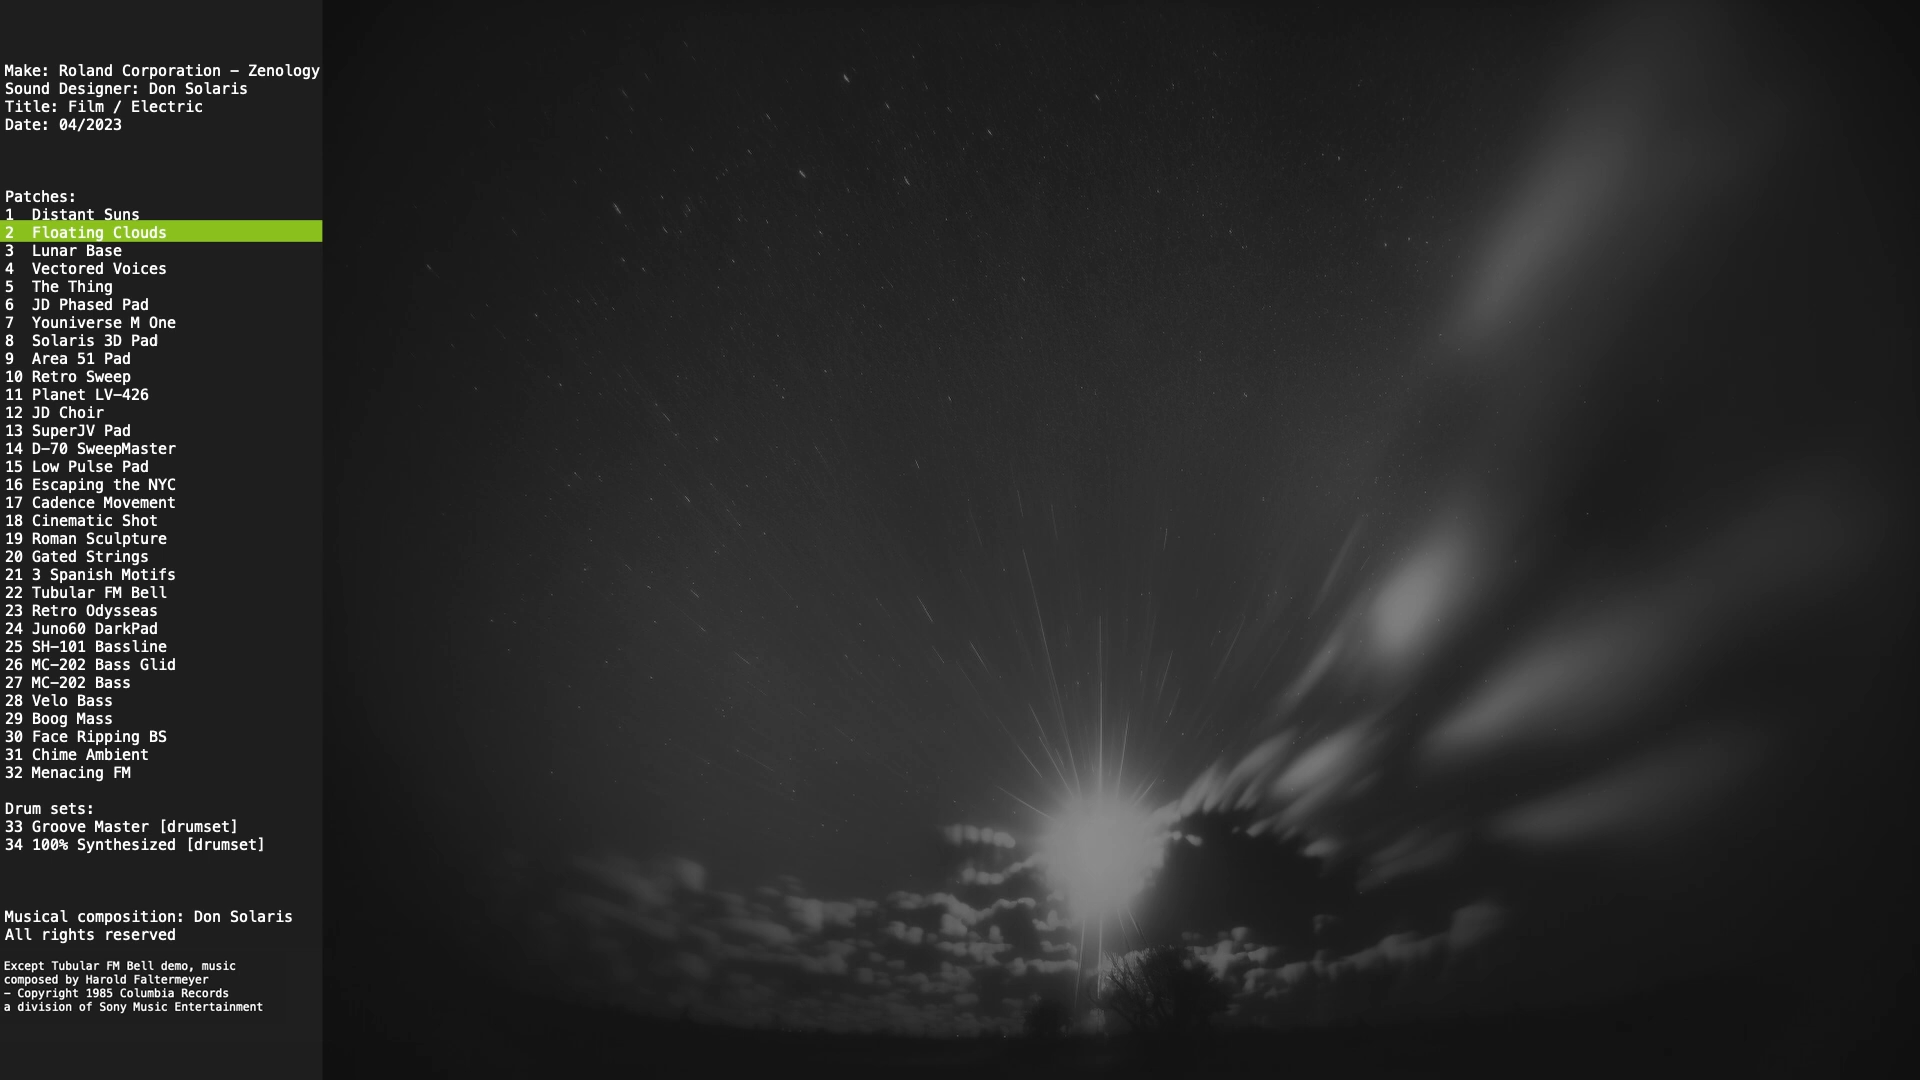 Make: Roland Corporation – Zenology
Sound Designer: Don Solaris
Title: Film / Electric
Date: 04/2023
Patches:
1 Distant Suns
2 Floating Clouds
3 Lunar Base
4 Vectored Voices
5 The Thing
6 JD Phased Pad
7 Youniverse M One
8 Solaris 3D Pad
9 Area 51 Pad
10 Retro Sweep
11 Planet LV–426
12 JD Choir
13 SuperJV Pad
14 D–70 SweepMaster
15 Low Pulse Pad
16 Escaping the NYC
17 Cadence Movement
18 Cinematic Shot
19 Roman Sculpture
20 Gated Strings
21 3 Spanish Motifs
22 Tubular FM Bell
23 Retro Odysseas
24 Juno60 DarkPad
25 SH–101 Bassline
26 MC–202 Bass Glid
27 MC–202 Bass
28 Velo Bass
29 Boog Mass
30 Face Ripping BS
31 Chime Ambient
32 Menacing FM
Drum sets:
33 Groove Master [drumset]
34 100% Synthesized [drumset]
Musical composition: Don Solaris
All rights reserved
Except Tubular FM Bell demo, music
composed by Harold Faltermeyer
– Copyright 1985 Columbia Records
a division of Sony Music Entertainment